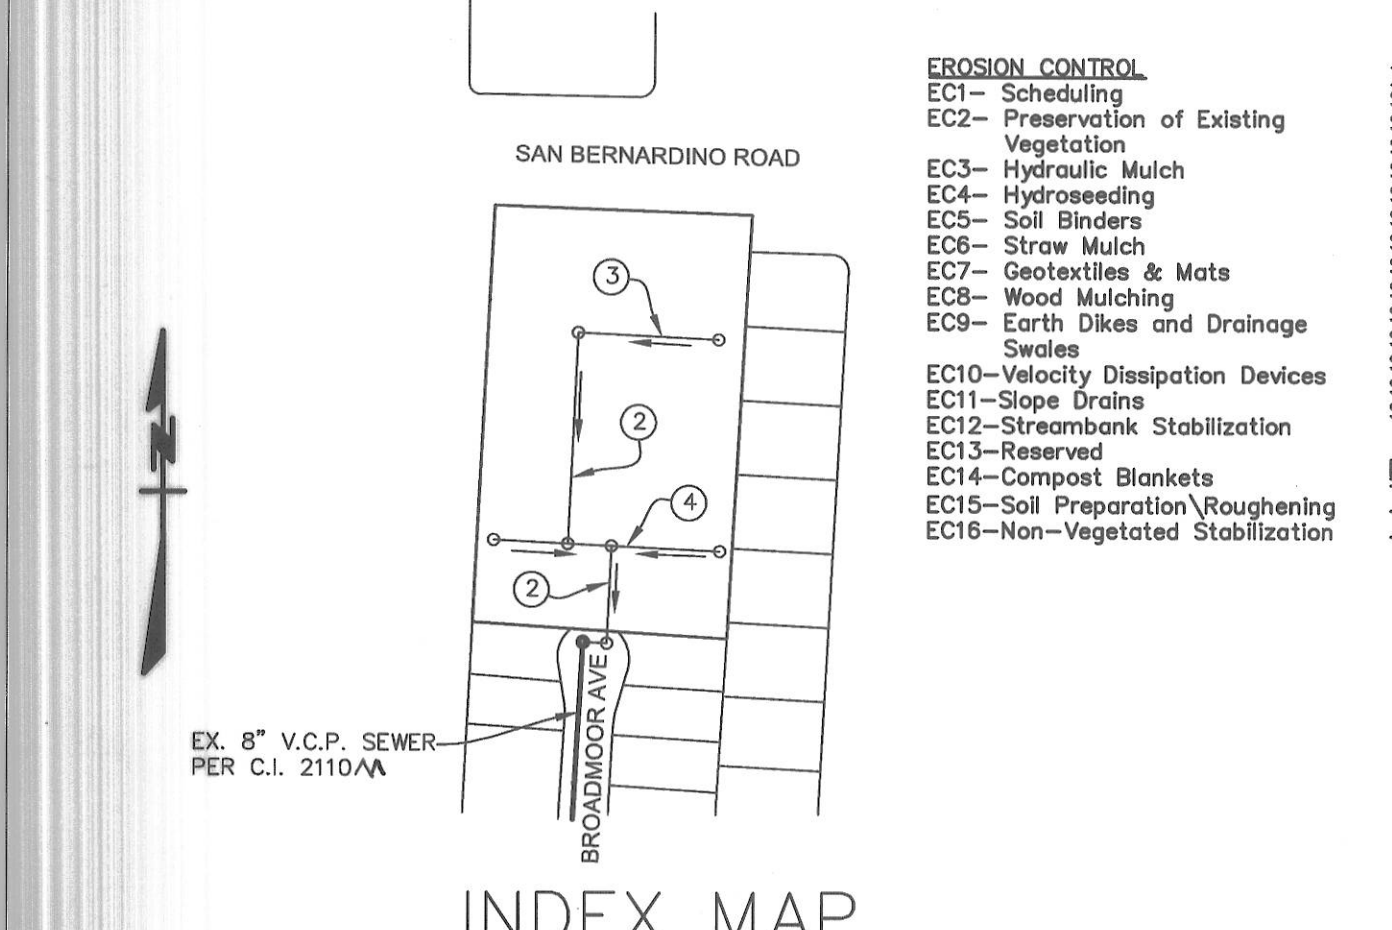 EROSION CONTROL
EC1– Scheduling
EC2– Preservation of Existing
Vegetation
EC3– Hydraulic Mulch
EC4– Hydroseeding
EC5– Soil Binders
EC6– Straw Mulch
EC7– Geotextiles & Mats
EC8– Wood Mulching
EC9– Earth Dikes and Drainage
Swales
EC10–Velocity Dissipation Devices
EC11–Slope Drains
EC12–Streambank Stabilization
EC13–Reserved
EC14–Compost Blankets
EC15–Soil Preparation\Roughening
EC16–Non–Vegetated Stabilization
SAN BERNARDINO ROAD
3
2
4
2
N
BROADMOOR AVE
EX. 8" V.C.P. SEWER
PER C.I. 2110M
INDEX MAP